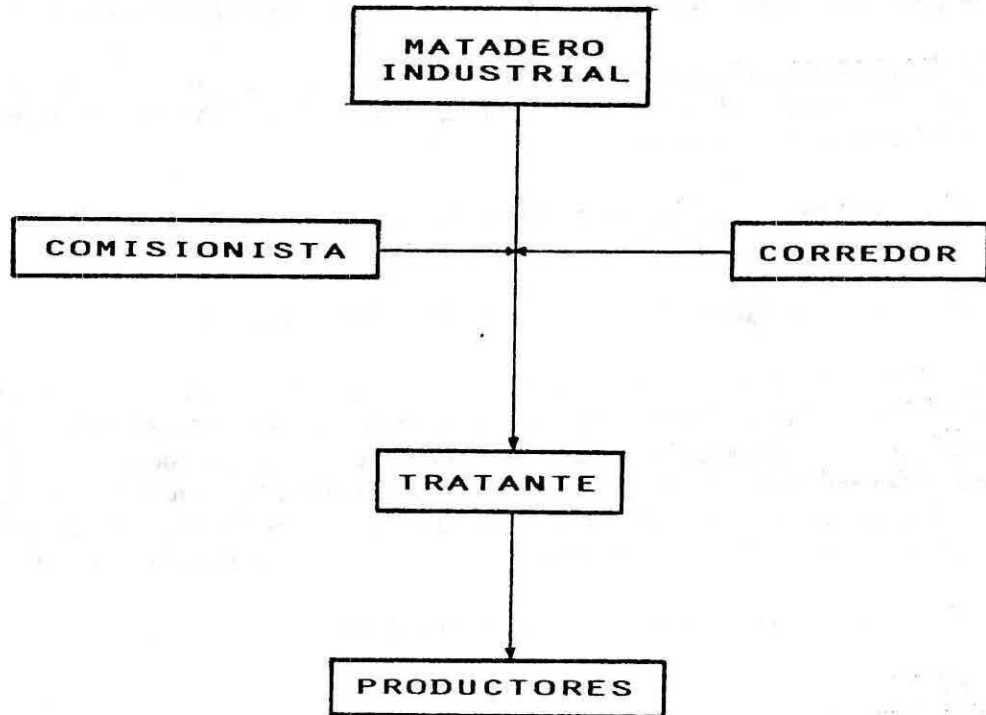 MATADERO
INDUSTRIAL
COMISIONISTA
CORREDOR
TRATANTE
PRODUCTORES